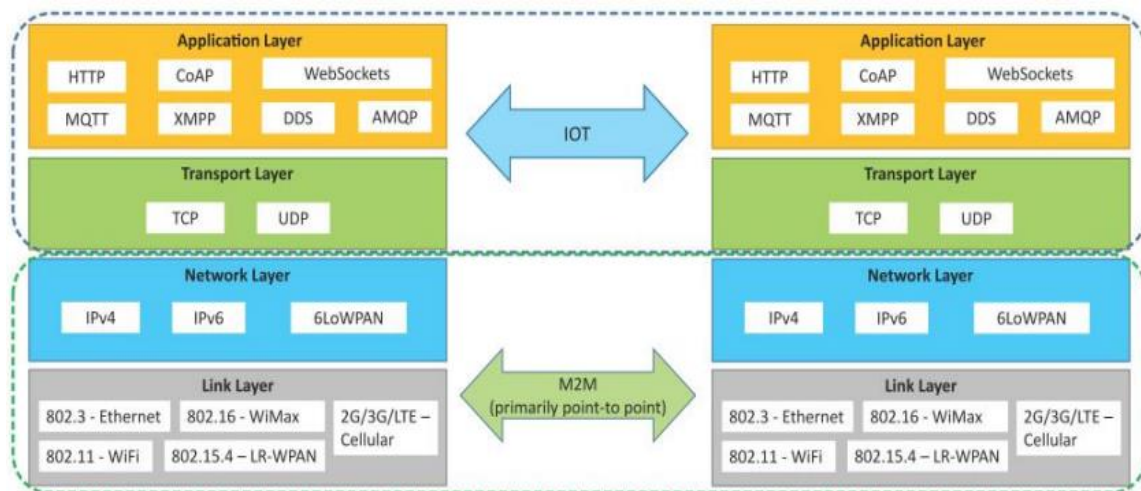 Application Layer
HTTP CoAP WebSockets
MQTT XMPP DDS AMQP
Transport Layer
TCP UDP
Network Layer
IPv4 IPv6 6LoWPAN
Link Layer
802.3 - Ethernet 802.16 - WiMax 2G/3G/LTE –
Cellular
802.11 - WiFi 802.15.4 – LR-WPAN
IOT
M2M
(primarily point-to point)
Application Layer
HTTP CoAP WebSockets
MQTT XMPP DDS AMQP
Transport Layer
TCP UDP
Network Layer
IPv4 IPv6 6LoWPAN
Link Layer
802.3 - Ethernet 802.16 - WiMax 2G/3G/LTE –
Cellular
802.11 - WiFi 802.15.4 – LR-WPAN